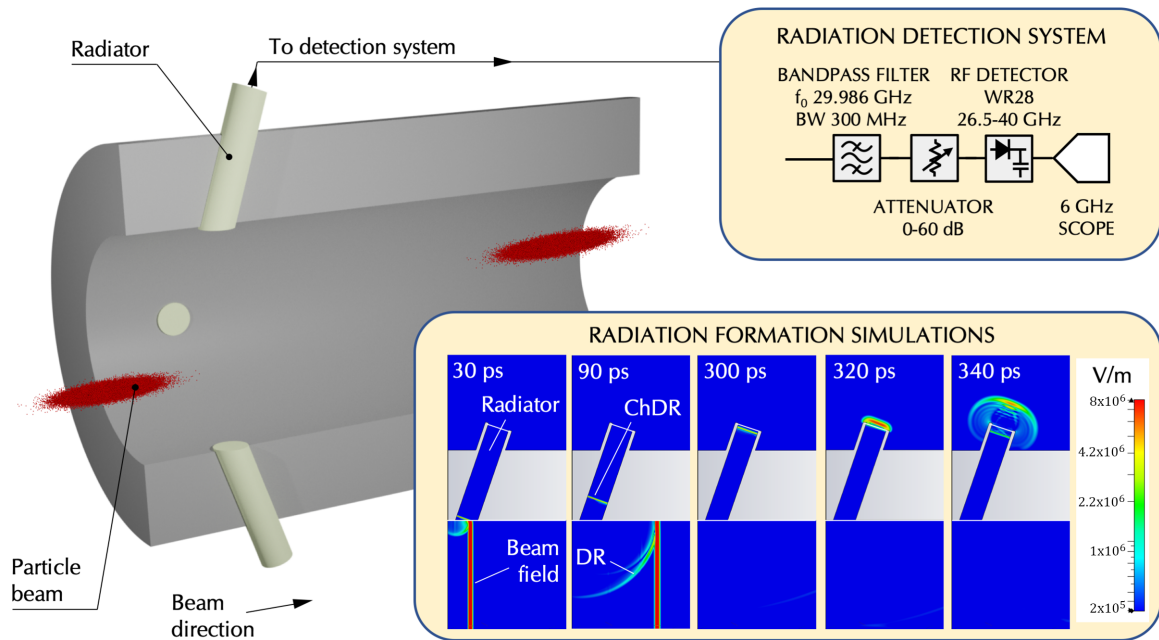 Radiator
To detection system
Particle
beam
Beam
direction
RADIATION DETECTION SYSTEM
BANDPASS FILTER
f₀ 29.986 GHz
BW 300 MHz
RF DETECTOR
WR28
26.5-40 GHz
ATTENUATOR
0-60 dB
6 GHz
SCOPE
RADIATION FORMATION SIMULATIONS
30 ps
90 ps
300 ps
320 ps
340 ps
Radiator
ChDR
Beam
field
DR
V/m
8x10⁶
4.2x10⁶
2.2x10⁶
1x10⁶
2x10⁵